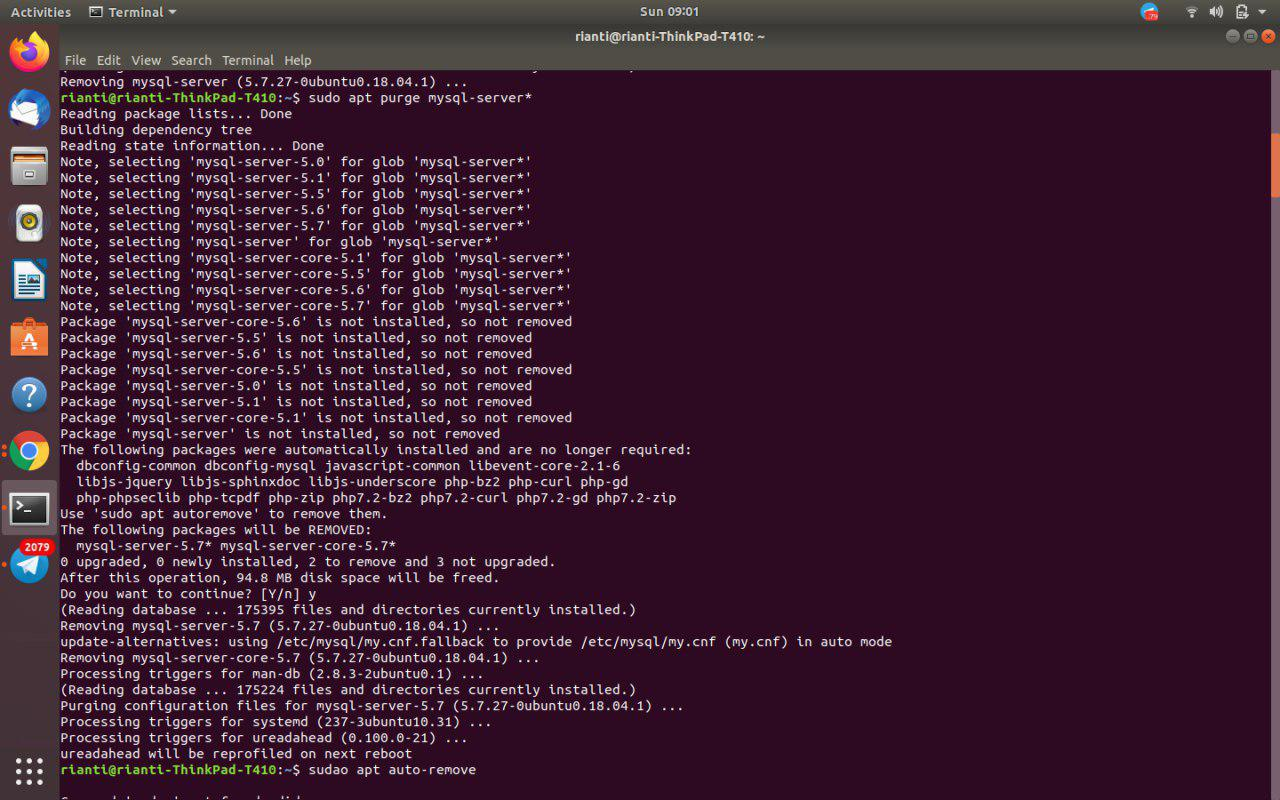 Activities
Terminal
Sun 09:01
79
rianti@rianti-ThinkPad-T410: ~
File Edit View Search Terminal Help
Removing mysql-server (5.7.27-0ubuntu0.18.04.1) ...
rianti@rianti-ThinkPad-T410:~$ sudo apt purge mysql-server*
Reading package lists... Done
Building dependency tree
Reading state information... Done
Note, selecting 'mysql-server-5.0' for glob 'mysql-server*'
Note, selecting 'mysql-server-5.1' for glob 'mysql-server*'
Note, selecting 'mysql-server-5.5' for glob 'mysql-server*'
Note, selecting 'mysql-server-5.6' for glob 'mysql-server*'
Note, selecting 'mysql-server-5.7' for glob 'mysql-server*'
Note, selecting 'mysql-server' for glob 'mysql-server*'
Note, selecting 'mysql-server-core-5.1' for glob 'mysql-server*'
Note, selecting 'mysql-server-core-5.5' for glob 'mysql-server*'
Note, selecting 'mysql-server-core-5.6' for glob 'mysql-server*'
Note, selecting 'mysql-server-core-5.7' for glob 'mysql-server*'
Package 'mysql-server-core-5.6' is not installed, so not removed
Package 'mysql-server-5.5' is not installed, so not removed
Package 'mysql-server-5.6' is not installed, so not removed
Package 'mysql-server-core-5.5' is not installed, so not removed
Package 'mysql-server-5.0' is not installed, so not removed
Package 'mysql-server-5.1' is not installed, so not removed
Package 'mysql-server-core-5.1' is not installed, so not removed
Package 'mysql-server' is not installed, so not removed
The following packages were automatically installed and are no longer required:
dbconfig-common dbconfig-mysql javascript-common libevent-core-2.1-6
libjs-jquery libjs-sphinxdoc libjs-underscore php-bz2 php-curl php-gd
php-phpseclib php-tcpdf php-zip php7.2-bz2 php7.2-curl php7.2-gd php7.2-zip
Use 'sudo apt autoremove' to remove them.
The following packages will be REMOVED:
mysql-server-5.7* mysql-server-core-5.7*
0 upgraded, 0 newly installed, 2 to remove and 3 not upgraded.
After this operation, 94.8 MB disk space will be freed.
Do you want to continue? [Y/n] y
(Reading database ... 175395 files and directories currently installed.)
Removing mysql-server-5.7 (5.7.27-0ubuntu0.18.04.1) ...
update-alternatives: using /etc/mysql/my.cnf.fallback to provide /etc/mysql/my.cnf (my.cnf) in auto mode
Removing mysql-server-core-5.7 (5.7.27-0ubuntu0.18.04.1) ...
Processing triggers for man-db (2.8.3-2ubuntu0.1) ...
(Reading database ... 175224 files and directories currently installed.)
Purging configuration files for mysql-server-5.7 (5.7.27-0ubuntu0.18.04.1) ...
Processing triggers for systemd (237-3ubuntu10.31) ...
Processing triggers for ureadahead (0.100.0-21) ...
ureadahead will be reprofiled on next reboot
rianti@rianti-ThinkPad-T410:~$ sudao apt auto-remove
2079